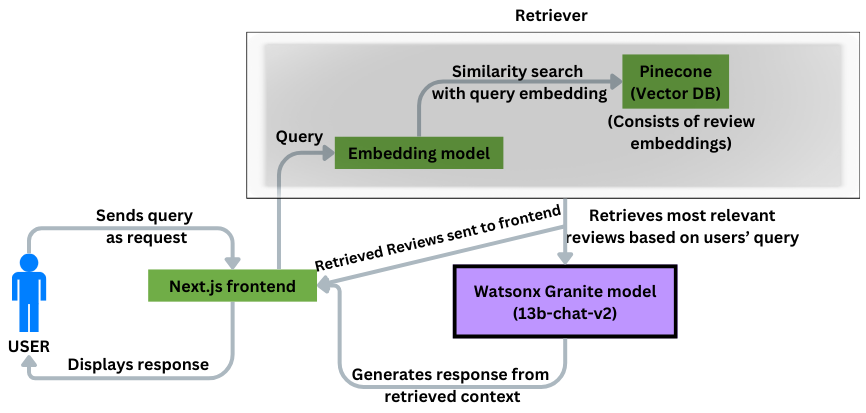 Retriever
Similarity search
with query embedding
Pinecone
(Vector DB)
(Consists of review
embeddings)
Query
Embedding model
Sends query
as request
Retrieved Reviews sent to frontend
Retrieves most relevant
reviews based on users’ query
Next.js frontend
Watsonx Granite model
(13b-chat-v2)
USER
Displays response
Generates response from
retrieved context